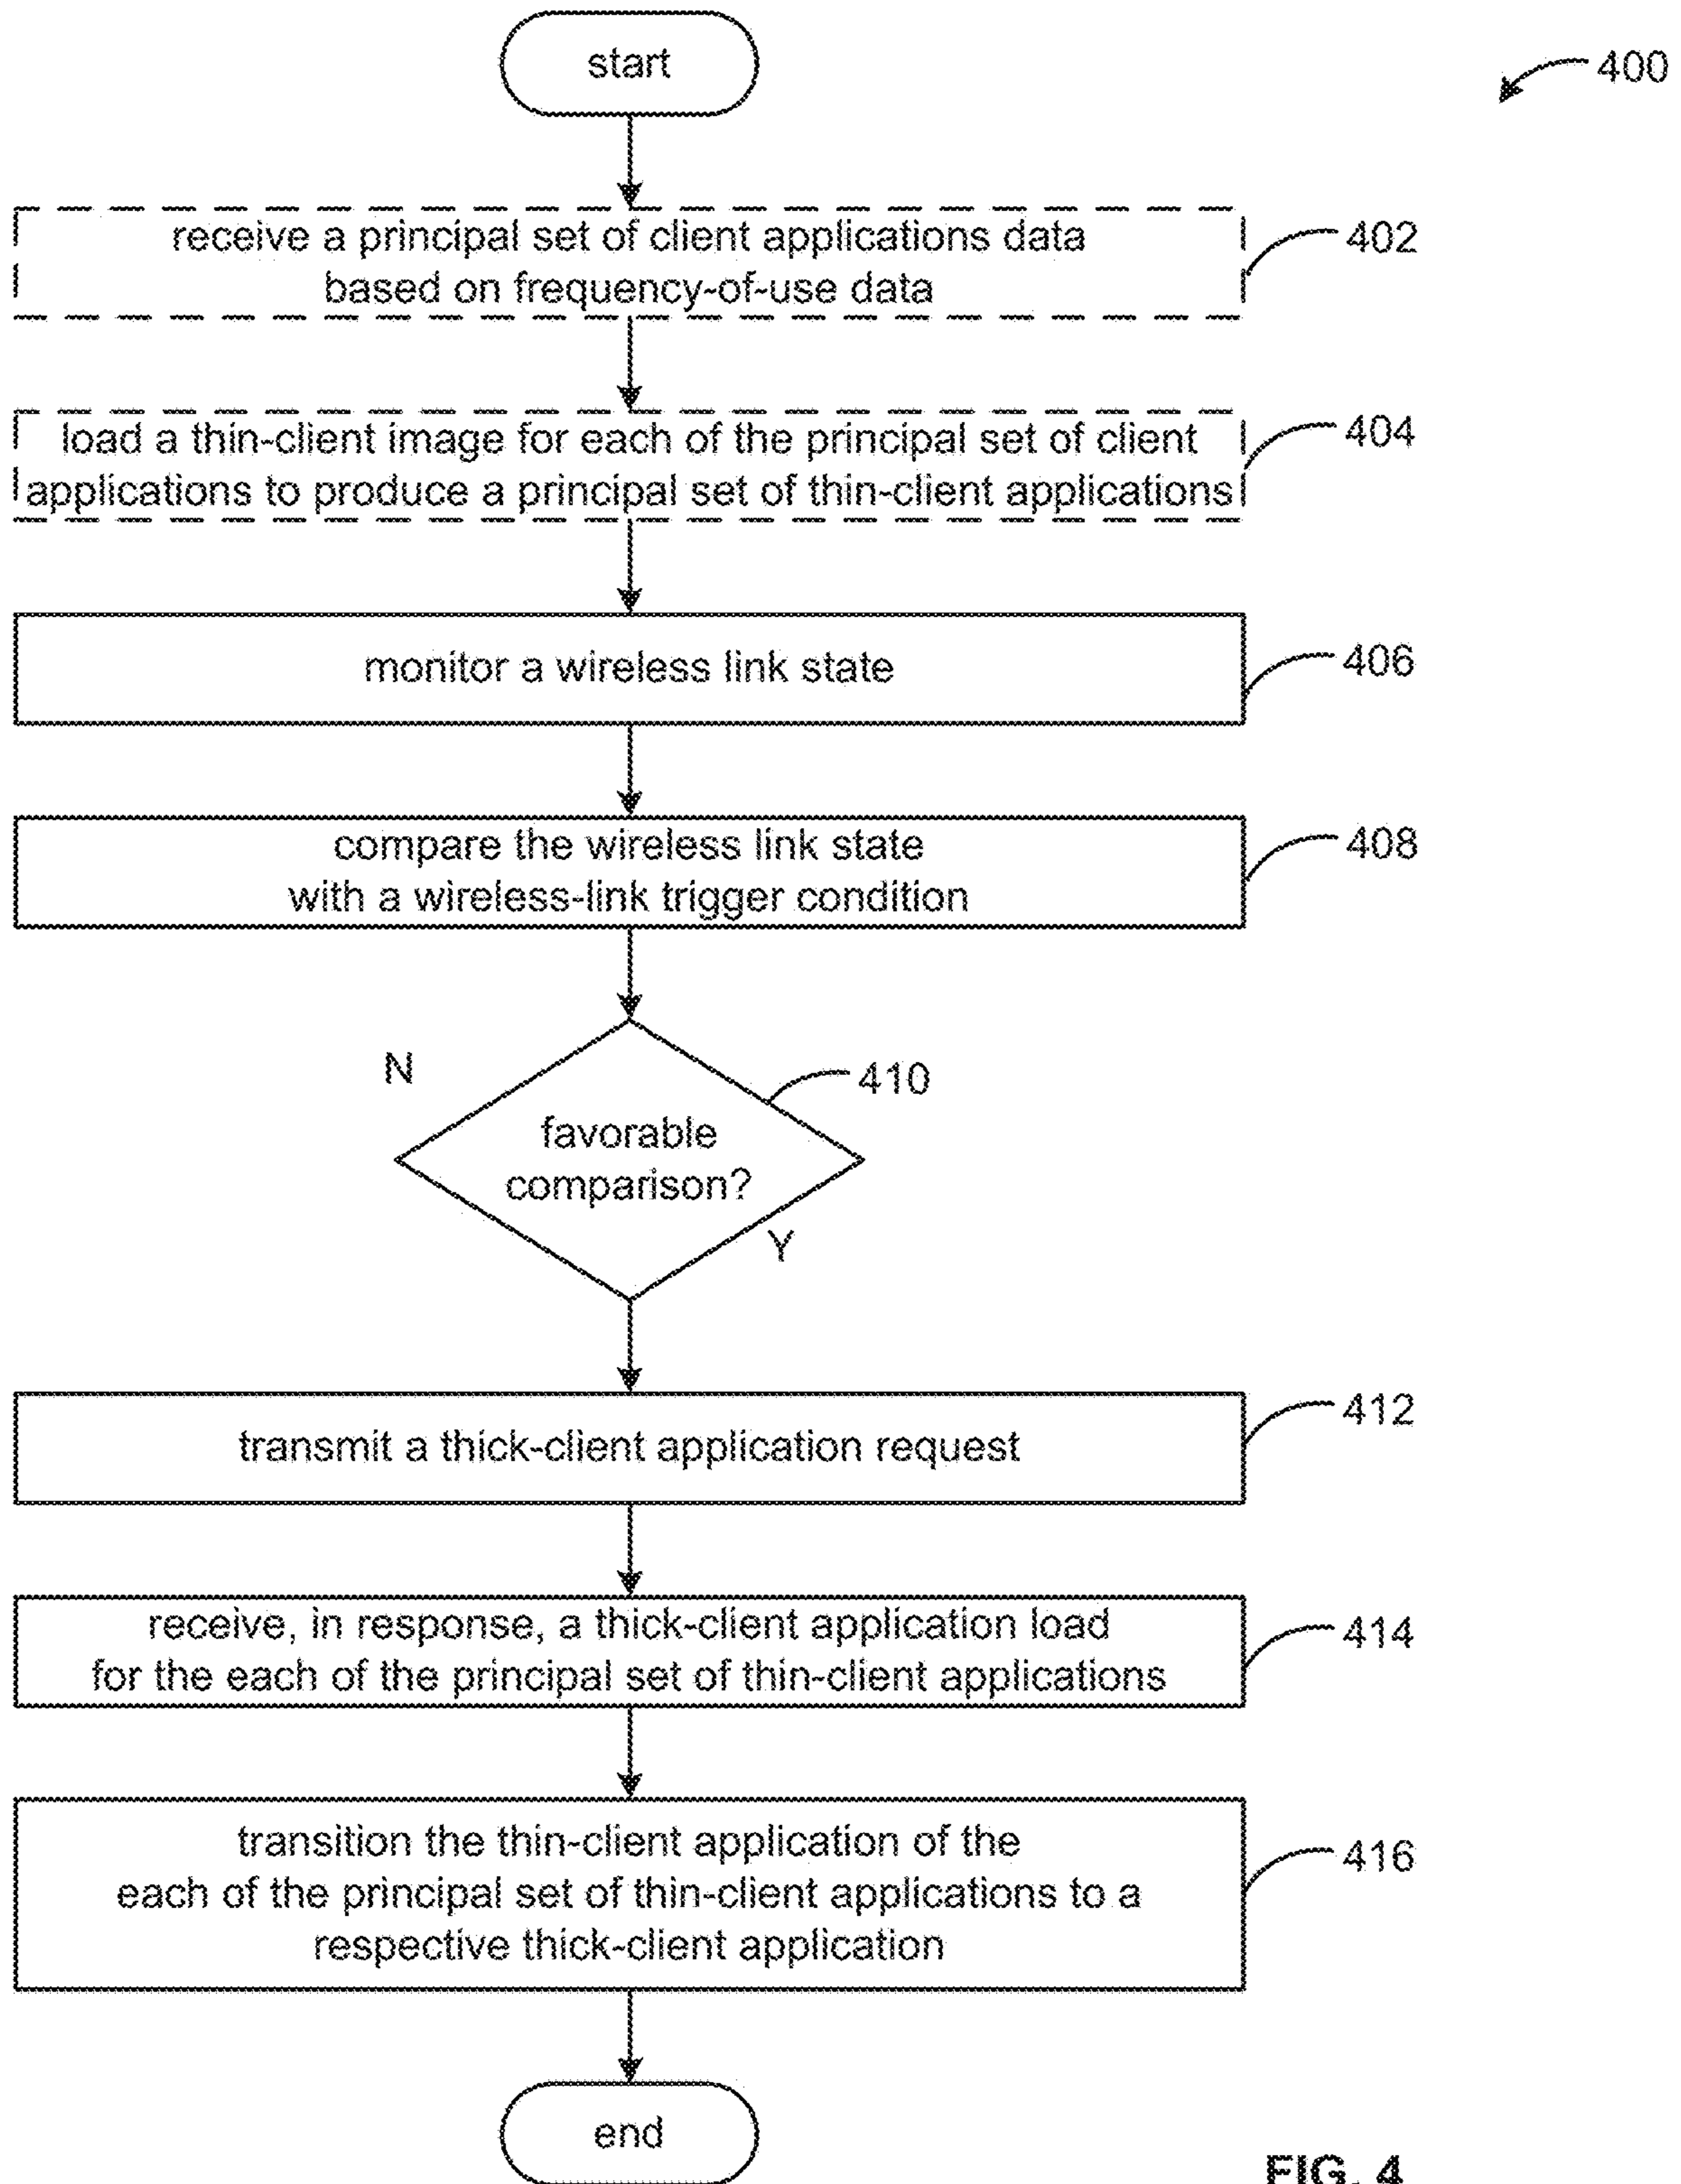 start
400
receive a principal set of client applications data
based on frequency-of-use data
402
load a thin-client image for each of the principal set of client
applications to produce a principal set of thin-client applications
404
monitor a wireless link state
406
compare the wireless link state
with a wireless-link trigger condition
408
N
410
favorable
comparison?
Y
transmit a thick-client application request
412
receive, in response, a thick-client application load
for the each of the principal set of thin-client applications
414
transition the thin-client application of the
each of the principal set of thin-client applications to a
respective thick-client application
416
end
FIG. 4